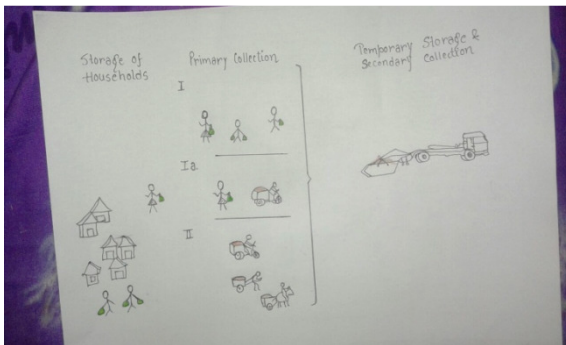 Storage of
Households
Primary Collection
I
Ia
II
Temporary Storage &
Secondary Collection